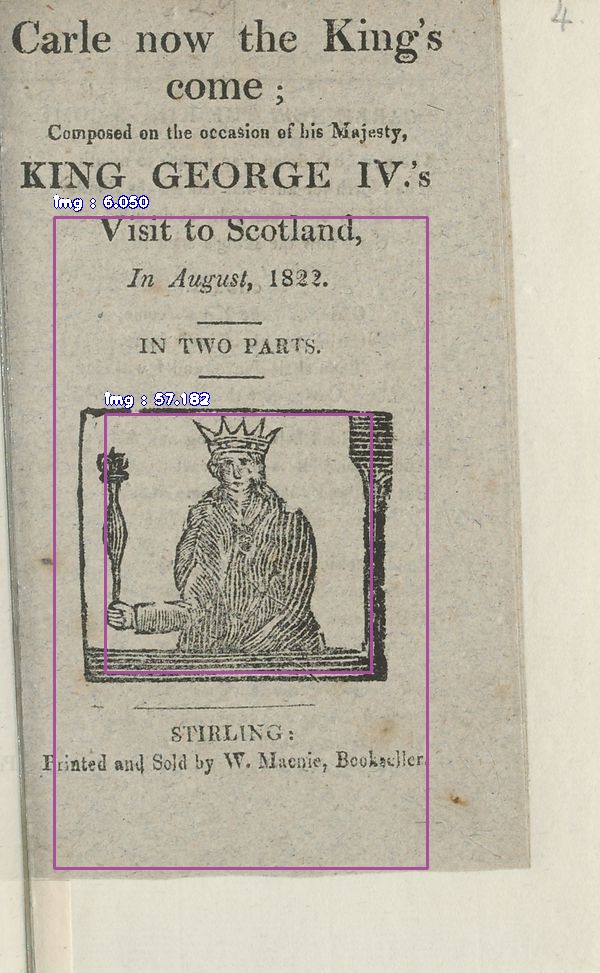 4.
Carle now the King's
come ;
Composed on the occasion of his Majesty,
KING GEORGE IV.'s
img : 6.050
Visit to Scotland,
In August, 1822.
IN TWO PARTS.
img : 57.182
STIRLING:
Printed and Sold by W. Macnie, Bookseller.